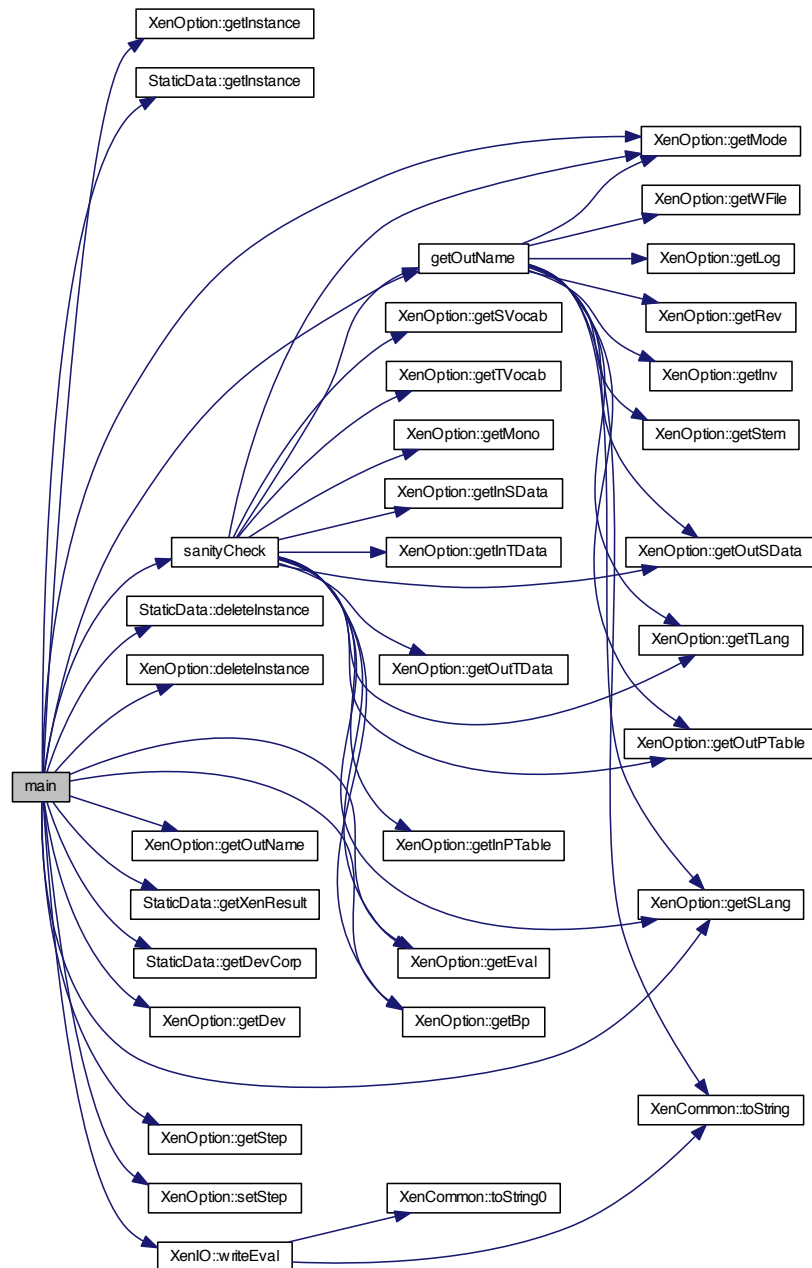 XenOption::getInstance
StaticData::getInstance
XenOption::getMode
XenOption::getWFile
getOutName
XenOption::getLog
XenOption::getRev
XenOption::getSVocab
XenOption::getInv
XenOption::getTVocab
XenOption::getStem
XenOption::getMono
XenOption::getInSData
sanityCheck
XenOption::getInTData
XenOption::getOutSData
StaticData::deleteInstance
XenOption::getTLang
XenOption::deleteInstance
XenOption::getOutTData
XenOption::getOutPTable
main
XenOption::getOutName
XenOption::getInPTable
StaticData::getXenResult
XenOption::getSLang
StaticData::getDevCorp
XenOption::getEval
XenOption::getDev
XenOption::getBp
XenCommon::toString
XenOption::getStep
XenOption::setStep
XenCommon::toString0
XenIO::writeEval